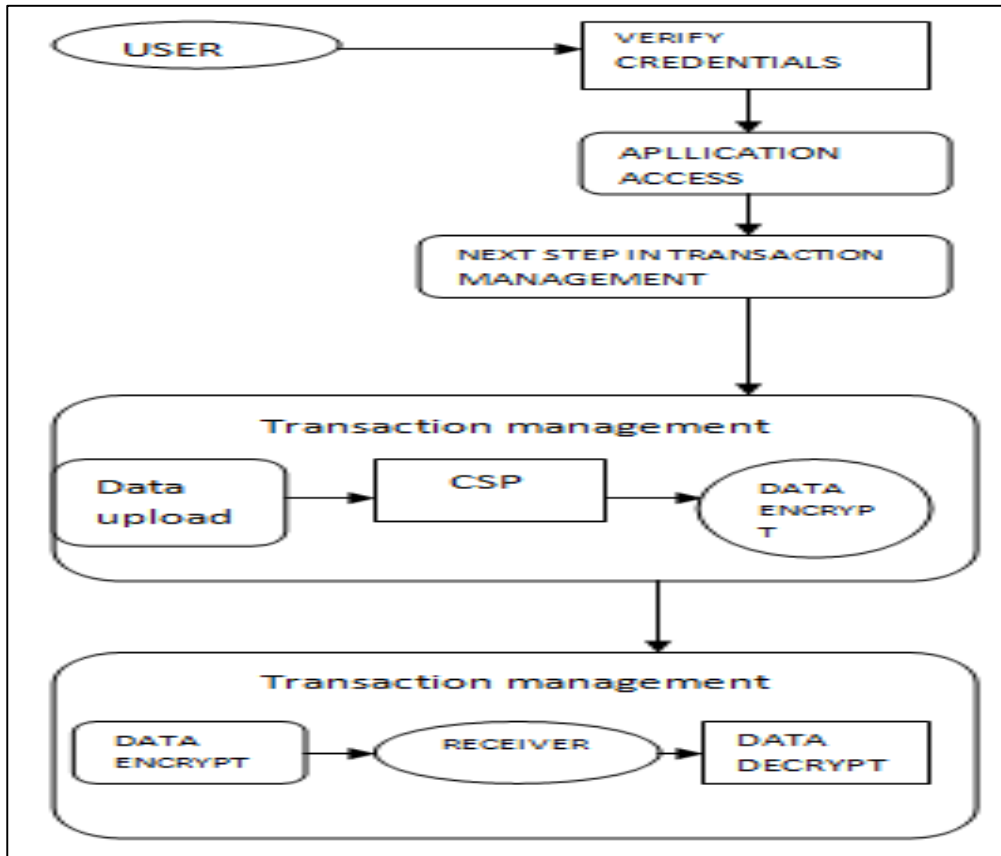 USER
VERIFY
CREDENTIALS
APLLICATION
ACCESS
NEXT STEP IN TRANSACTION
MANAGEMENT
Transaction management
Data
upload
CSP
DATA
ENCRYP
T
Transaction management
DATA
ENCRYPT
RECEIVER
DATA
DECRYPT